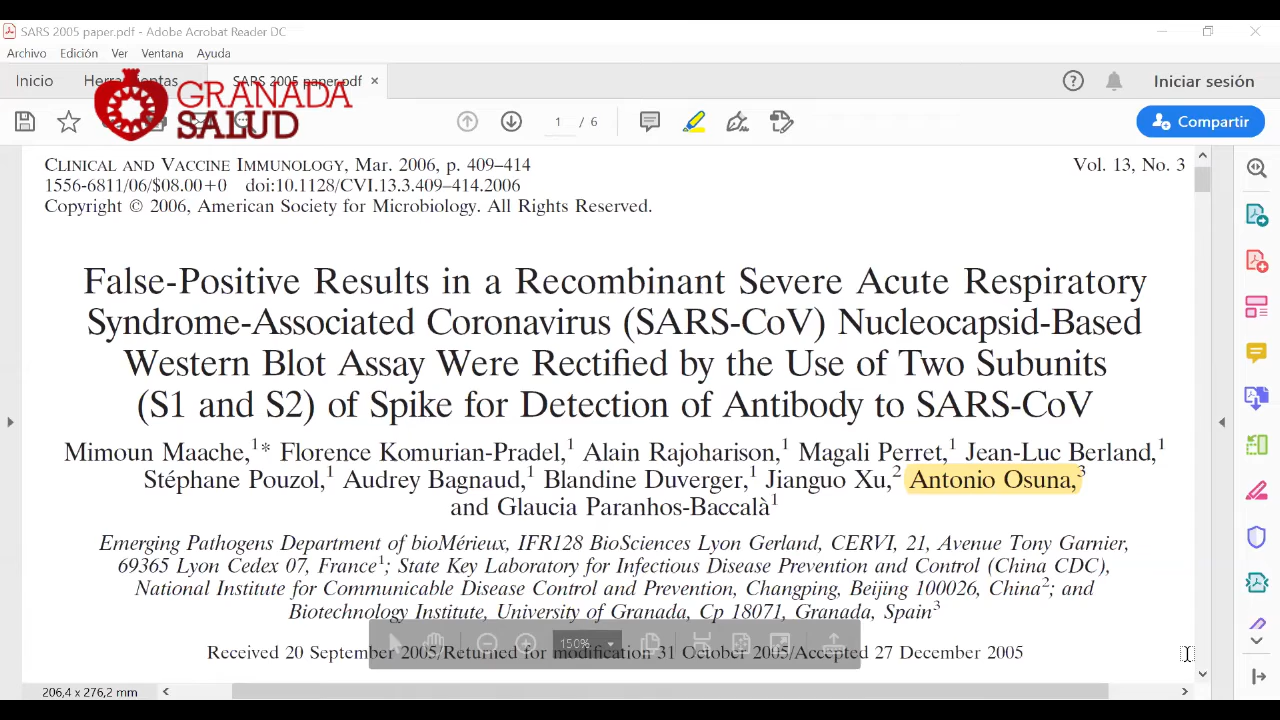 SARS 2005 paper.pdf - Adobe Acrobat Reader DC
Archivo Edición Ver Ventana Ayuda
Inicio Herramientas SARS 2005 paper.pdf ×
GRANADA
SALUD
1 / 6
Iniciar sesión
Compartir
CLINICAL AND VACCINE IMMUNOLOGY, Mar. 2006, p. 409–414 Vol. 13, No. 3
1556-6811/06/$08.00+0 doi:10.1128/CVI.13.3.409–414.2006
Copyright © 2006, American Society for Microbiology. All Rights Reserved.
False-Positive Results in a Recombinant Severe Acute Respiratory
Syndrome-Associated Coronavirus (SARS-CoV) Nucleocapsid-Based
Western Blot Assay Were Rectified by the Use of Two Subunits
(S1 and S2) of Spike for Detection of Antibody to SARS-CoV
Mimoun Maache,1* Florence Komurian-Pradel,1 Alain Rajoharison,1 Magali Perret,1 Jean-Luc Berland,1
Stéphane Pouzol,1 Audrey Bagnaud,1 Blandine Duverger,1 Jianguo Xu,2 Antonio Osuna,3
and Glaucia Paranhos-Baccalà1
Emerging Pathogens Department of bioMérieux, IFR128 BioSciences Lyon Gerland, CERVI, 21, Avenue Tony Garnier,
69365 Lyon Cedex 07, France1; State Key Laboratory for Infectious Disease Prevention and Control (China CDC),
National Institute for Communicable Disease Control and Prevention, Changping, Beijing 100026, China2; and
Biotechnology Institute, University of Granada, Cp 18071, Granada, Spain3
150%
Received 20 September 2005/Returned for modification 31 October 2005/Accepted 27 December 2005
206,4 x 276,2 mm